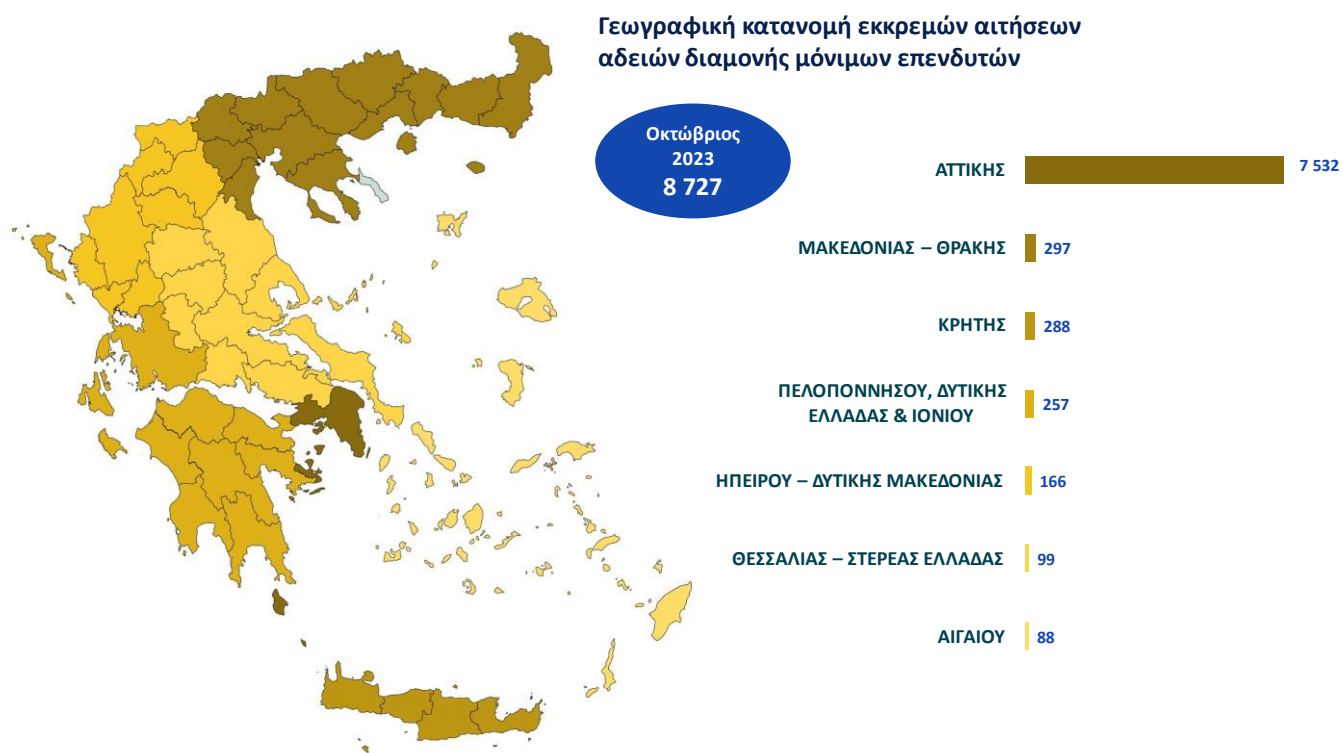 Γεωγραφική κατανομή εκκρεμών αιτήσεων
αδειών διαμονής μόνιμων επενδυτών
Οκτώβριος
2023
8 727
ΑΤΤΙΚΗΣ 7 532
ΜΑΚΕΔΟΝΙΑΣ – ΘΡΑΚΗΣ 297
ΚΡΗΤΗΣ 288
ΠΕΛΟΠΟΝΝΗΣΟΥ, ΔΥΤΙΚΗΣ
ΕΛΛΑΔΑΣ & ΙΟΝΙΟΥ 257
ΗΠΕΙΡΟΥ – ΔΥΤΙΚΗΣ ΜΑΚΕΔΟΝΙΑΣ 166
ΘΕΣΣΑΛΙΑΣ – ΣΤΕΡΕΑΣ ΕΛΛΑΔΑΣ 99
ΑΙΓΑΙΟΥ 88